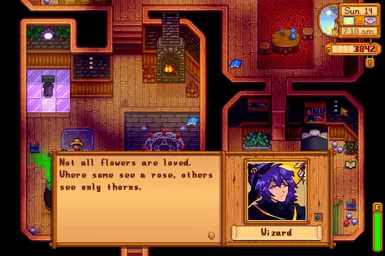 Sun. 14
7:10 am
3842
Not all flowers are loved.
Where some see a rose, others
see only thorns.
Wizard